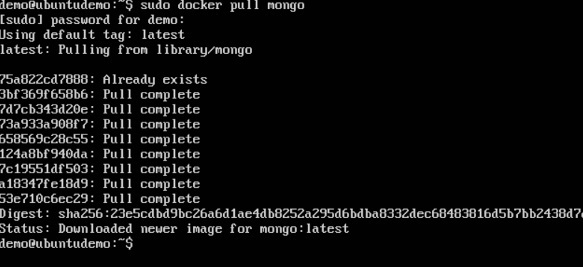 demo@ubuntudemo:~$ sudo docker pull mongo
[sudo] password for demo:
Using default tag: latest
latest: Pulling from library/mongo
75a822cd7888: Already exists
3bf369f658b6: Pull complete
7d7cb343d20e: Pull complete
73a933a908f7: Pull complete
658569c28c55: Pull complete
124a8bf940da: Pull complete
7c19551df503: Pull complete
a18347fe18d9: Pull complete
53e710c6ec29: Pull complete
Digest: sha256:23e5cdbd9bc26a6d1ae4db8252a295d6bdba8332dec68483816d5b7bb2438d7
Status: Downloaded newer image for mongo:latest
demo@ubuntudemo:~$